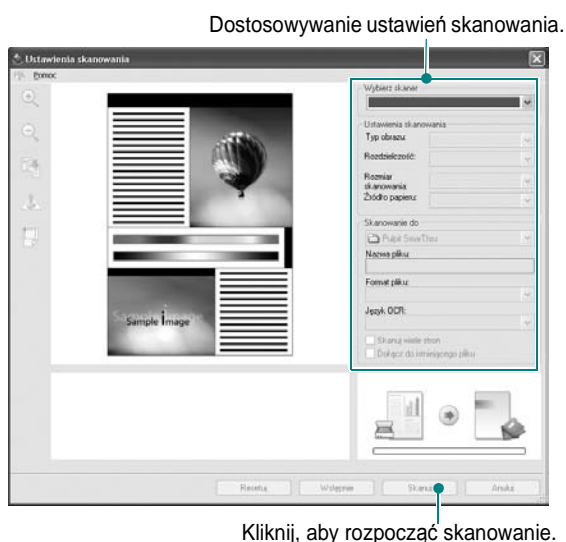 Dostosowywanie ustawień skanowania.
Ustawienia skanowania
Pomoc
Wybierz skaner
Ustawienia skanowania
Typ obrazu:
Rozdzielczość:
Rozmiar
skanowania:
Źródło papieru:
Skanowanie do
Pulpit SmarThru
Nazwa pliku:
Format pliku:
Język OCR:
Skanuj wiele stron
Dołącz do istniejącego pliku
Sample Image
Sample Image
Resetuj
Wstępnie
Skanuj
Anuluj
Kliknij, aby rozpocząć skanowanie.